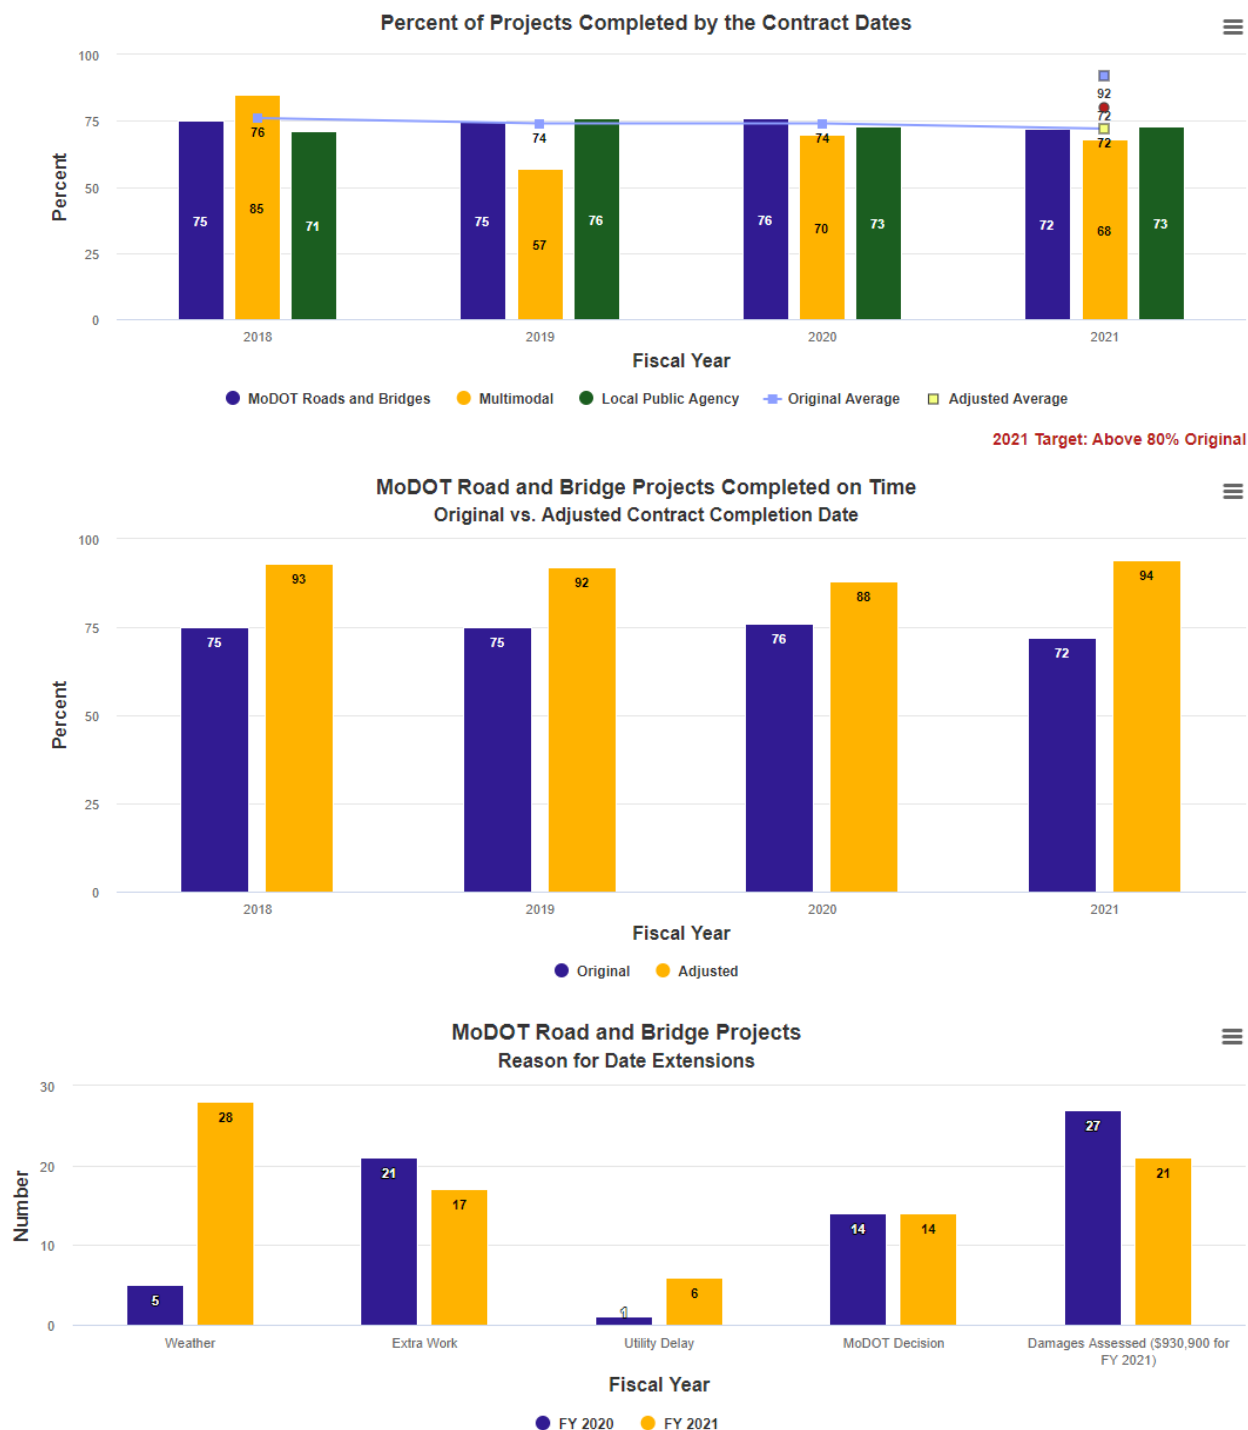 Percent of Projects Completed by the Contract Dates
100
75
50
25
0
Percent
75
85
76
71
75
57
74
76
76
70
74
73
72
68
92
72
72
73
2018
2019
2020
2021
Fiscal Year
MoDOT Roads and Bridges
Multimodal
Local Public Agency
Original Average
Adjusted Average
2021 Target: Above 80% Original
MoDOT Road and Bridge Projects Completed on Time
Original vs. Adjusted Contract Completion Date
100
75
50
25
0
Percent
75
93
75
92
76
88
72
94
2018
2019
2020
2021
Fiscal Year
Original
Adjusted
MoDOT Road and Bridge Projects
Reason for Date Extensions
30
20
10
0
Number
5
28
21
17
1
6
14
14
27
21
Weather
Extra Work
Utility Delay
MoDOT Decision
Damages Assessed ($930,900 for
FY 2021)
Fiscal Year
FY 2020
FY 2021